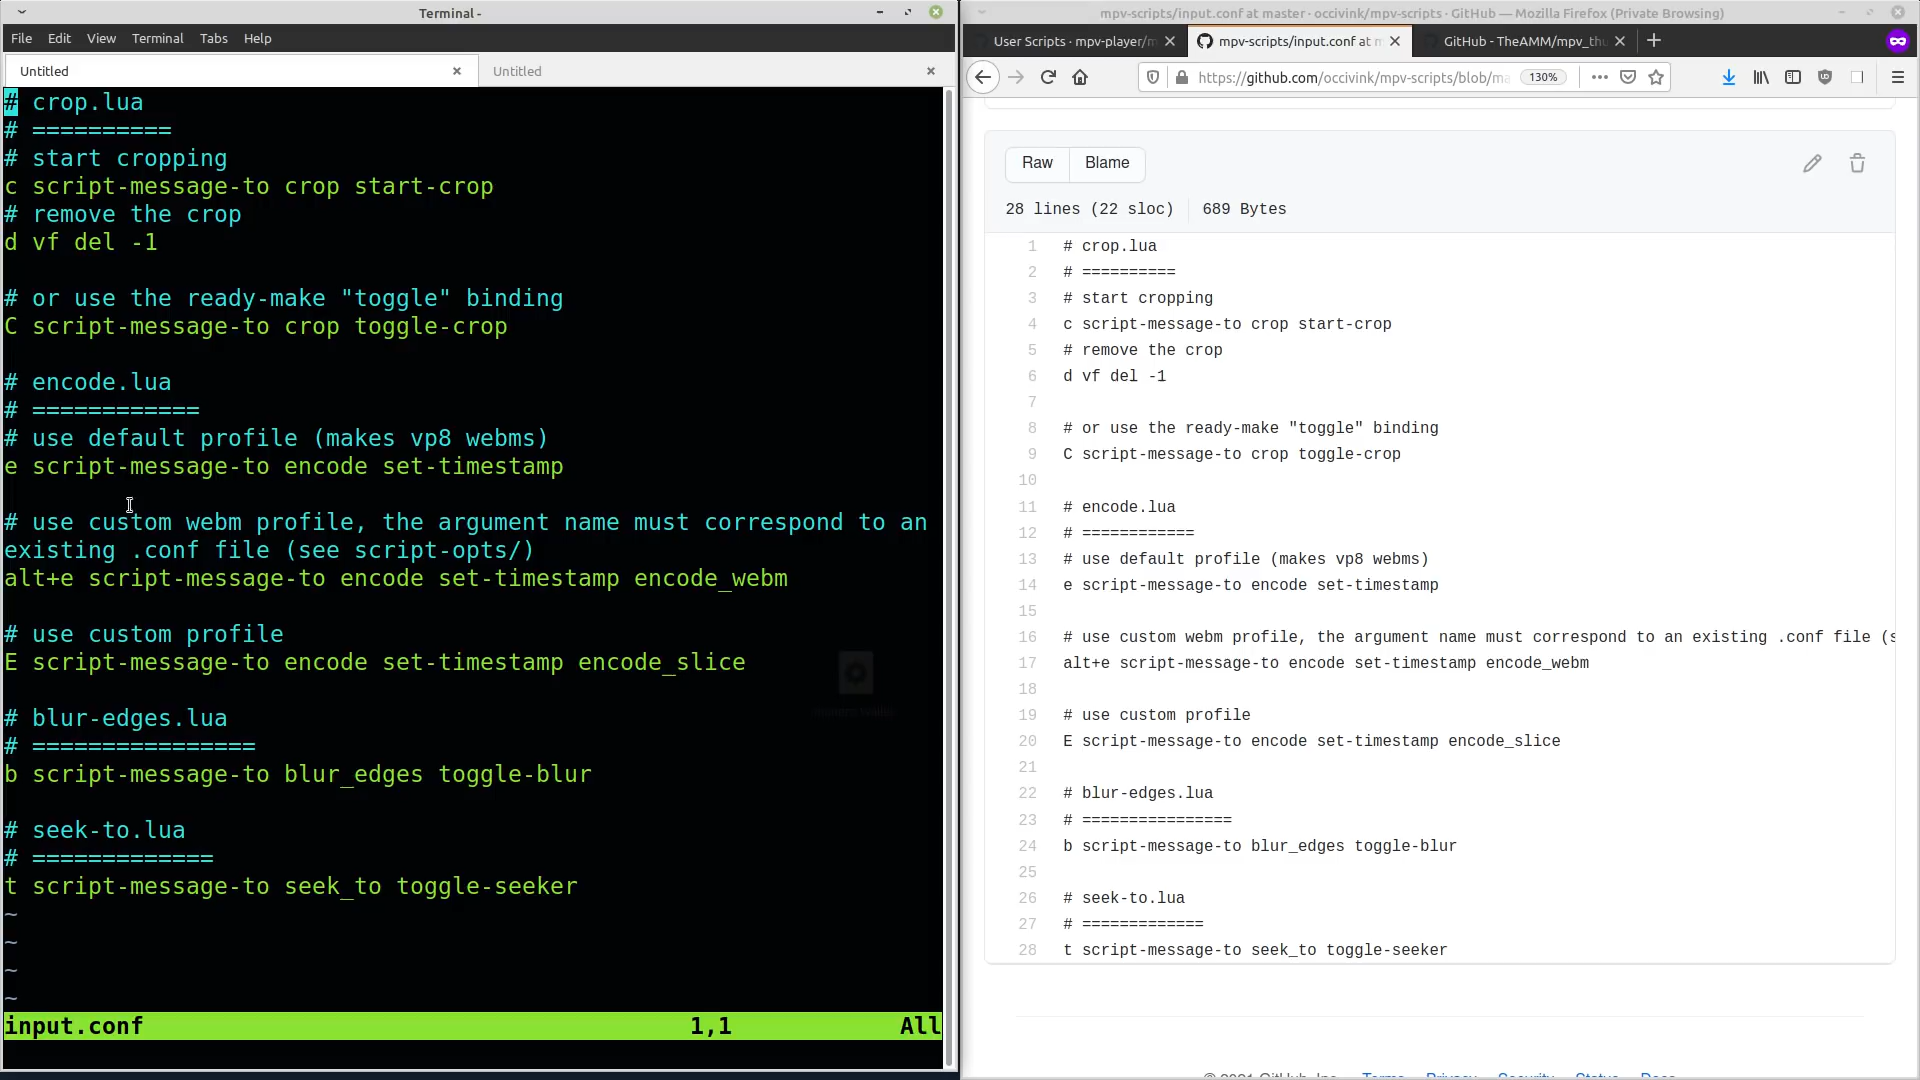 Terminal -
File Edit View Terminal Tabs Help
Untitled
Untitled
# crop.lua
# ==========
# start cropping
c script-message-to crop start-crop
# remove the crop
d vf del -1
# or use the ready-make "toggle" binding
C script-message-to crop toggle-crop
# encode.lua
# ============
# use default profile (makes vp8 webms)
e script-message-to encode set-timestamp
# use custom webm profile, the argument name must correspond to an
existing .conf file (see script-opts/)
alt+e script-message-to encode set-timestamp encode_webm
# use custom profile
E script-message-to encode set-timestamp encode_slice
# blur-edges.lua
# ================
b script-message-to blur_edges toggle-blur
# seek-to.lua
# =============
t script-message-to seek_to toggle-seeker
~
~
~
~
input.conf 1,1 All
mpv-scripts/input.conf at master · occivink/mpv-scripts · GitHub — Mozilla Firefox (Private Browsing)
User Scripts · mpv-player/m
mpv-scripts/input.conf at m
GitHub - TheAMM/mpv_thu
https://github.com/occivink/mpv-scripts/blob/ma 130%
Raw Blame
28 lines (22 sloc) 689 Bytes
1 # crop.lua
2 # ==========
3 # start cropping
4 c script-message-to crop start-crop
5 # remove the crop
6 d vf del -1
7
8 # or use the ready-make "toggle" binding
9 C script-message-to crop toggle-crop
10
11 # encode.lua
12 # ============
13 # use default profile (makes vp8 webms)
14 e script-message-to encode set-timestamp
15
16 # use custom webm profile, the argument name must correspond to an existing .conf file (s
17 alt+e script-message-to encode set-timestamp encode_webm
18
19 # use custom profile
20 E script-message-to encode set-timestamp encode_slice
21
22 # blur-edges.lua
23 # ================
24 b script-message-to blur_edges toggle-blur
25
26 # seek-to.lua
27 # =============
28 t script-message-to seek_to toggle-seeker
© 2021 GitHub, Inc. Terms Privacy Security Status Docs